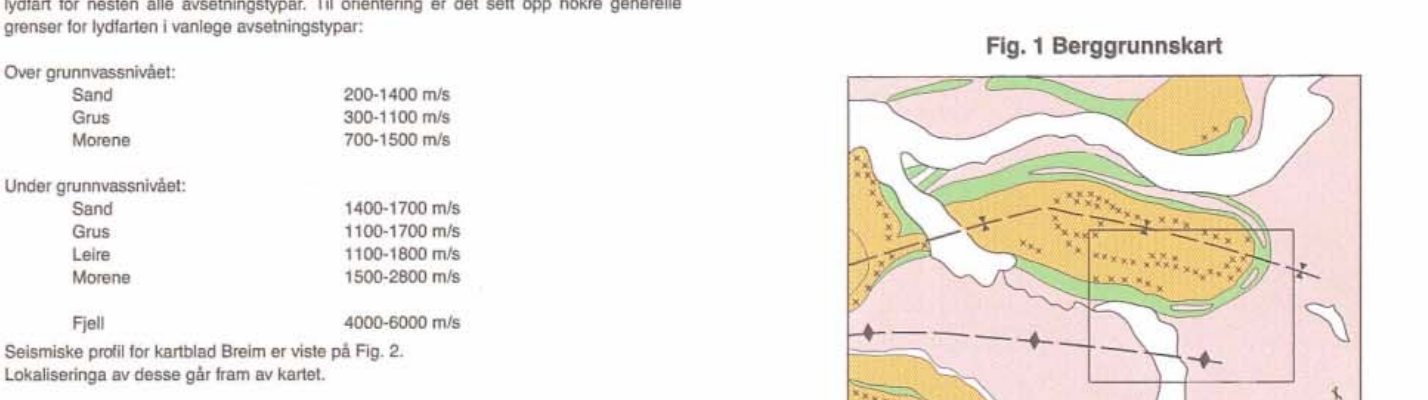 lydfart for nesten alle avsetningstypar. Til orientering er det sett opp nokre generelle
grenser for lydfarten i vanlege avsetningstypar:
Over grunnvassnivået:
Sand 200-1400 m/s
Grus 300-1100 m/s
Morene 700-1500 m/s
Under grunnvassnivået:
Sand 1400-1700 m/s
Grus 1100-1700 m/s
Leire 1100-1800 m/s
Morene 1500-2800 m/s
Fjell 4000-6000 m/s
Seismiske profil for kartblad Breim er viste på Fig. 2.
Lokaliseringa av desse går fram av kartet.
Fig. 1 Berggrunnskart